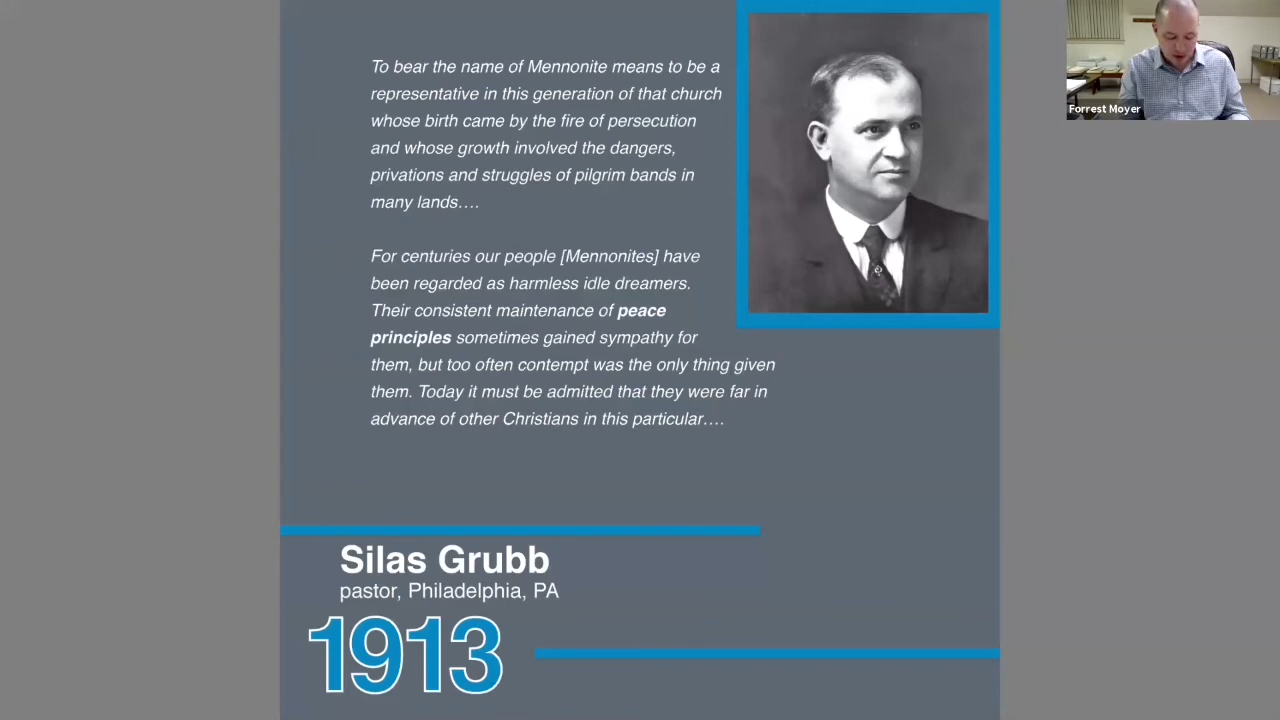 To bear the name of Mennonite means to be a
representative in this generation of that church
whose birth came by the fire of persecution
and whose growth involved the dangers,
privations and struggles of pilgrim bands in
many lands….
For centuries our people [Mennonites] have
been regarded as harmless idle dreamers.
Their consistent maintenance of peace
principles sometimes gained sympathy for
them, but too often contempt was the only thing given
them. Today it must be admitted that they were far in
advance of other Christians in this particular….
Silas Grubb
pastor, Philadelphia, PA
1913
Forrest Moyer